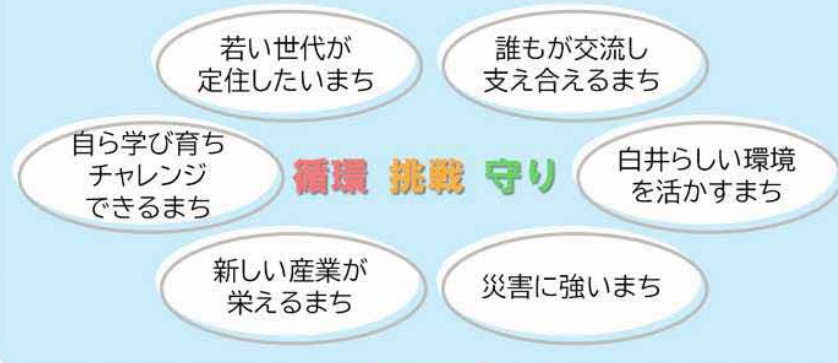 若い世代が
定住したいまち
誰もが交流し
支え合えるまち
自ら学び育ち
チャレンジ
できるまち
循環 挑戦 守り
白井らしい環境
を活かすまち
新しい産業が
栄えるまち
災害に強いまち